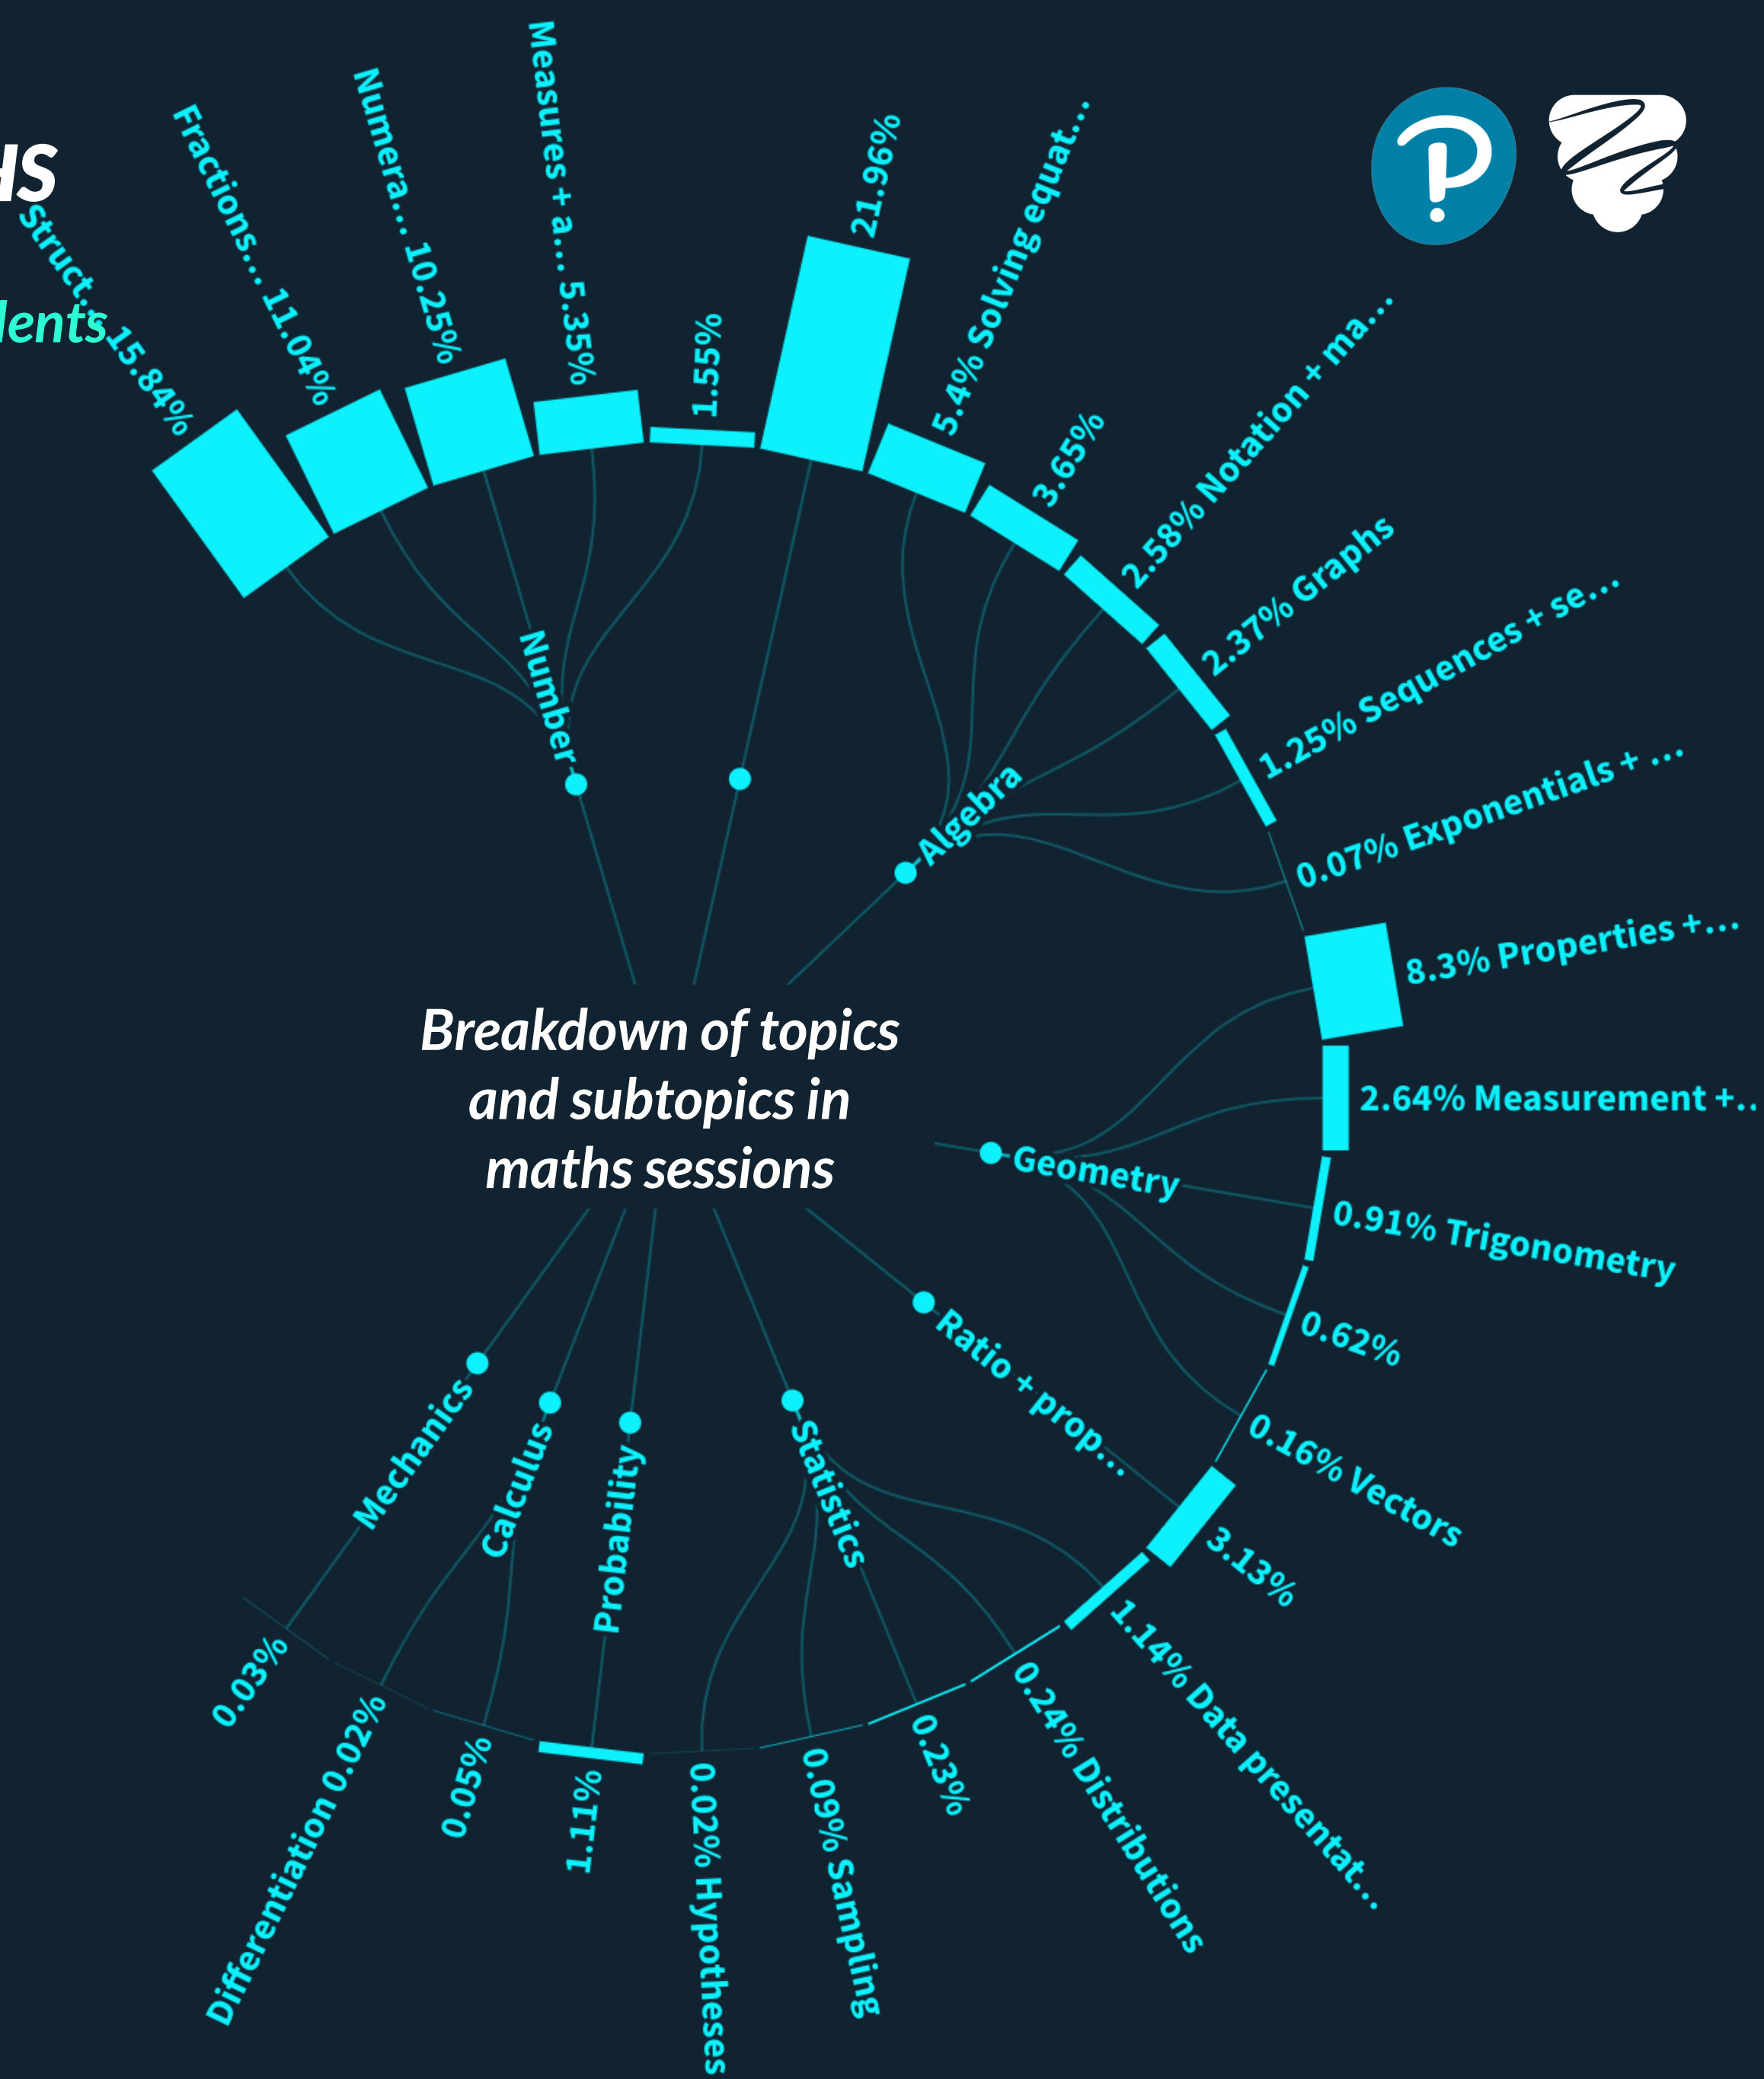 us
dents
Struct... 15.84%
Fractions... 11.04%
Numera... 10.25%
Measures + a... 5.35%
1.55%
21.96%
5.4% Solving equat...
3.65%
2.58% Notation + ma...
2.37% Graphs
1.25% Sequences + se...
0.07% Exponentials + ...
8.3% Properties +...
2.64% Measurement +..
0.91% Trigonometry
0.62%
0.16% Vectors
3.13%
1.14% Data presentat...
0.24% Distributions
0.23%
0.09% Sampling
0.02% Hypotheses
1.11%
0.05%
Differentiation 0.02%
0.03%
Number
Algebra
Geometry
Ratio + prop...
Statistics
Probability
Calculus
Mechanics
Breakdown of topics
and subtopics in
maths sessions